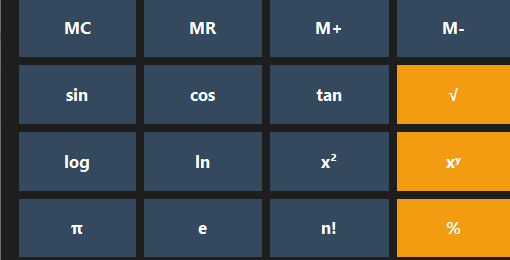 MC MR M+ M-
sin cos tan √
log ln x² xʸ
π e n! %